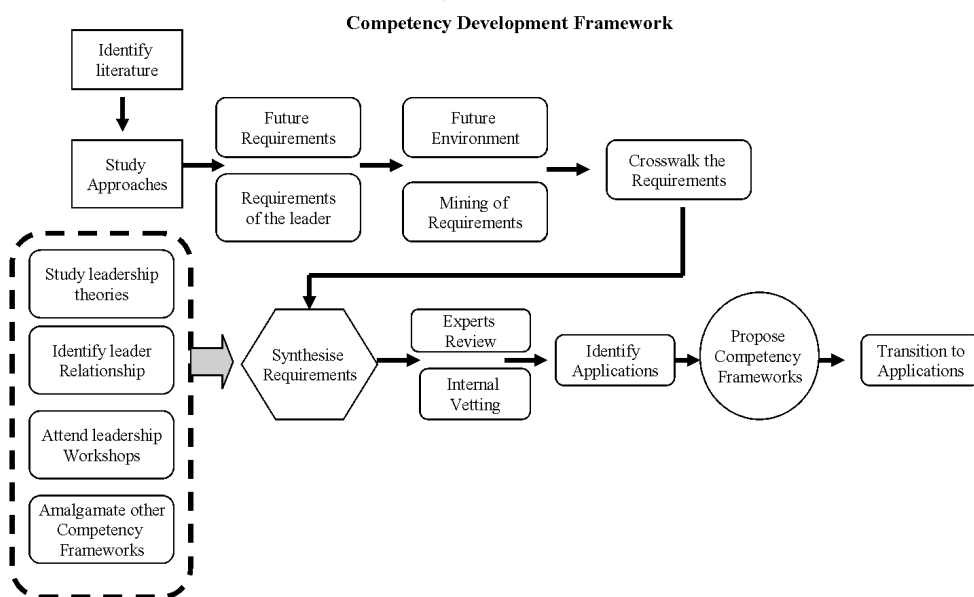 Competency Development Framework
Identify
literature
Study
Approaches
Future
Requirements
Requirements
of the leader
Future
Environment
Mining of
Requirements
Crosswalk the
Requirements
Study leadership
theories
Identify leader
Relationship
Attend leadership
Workshops
Amalgamate other
Competency
Frameworks
Synthesise
Requirements
Experts
Review
Internal
Vetting
Identify
Applications
Propose
Competency
Frameworks
Transition to
Applications